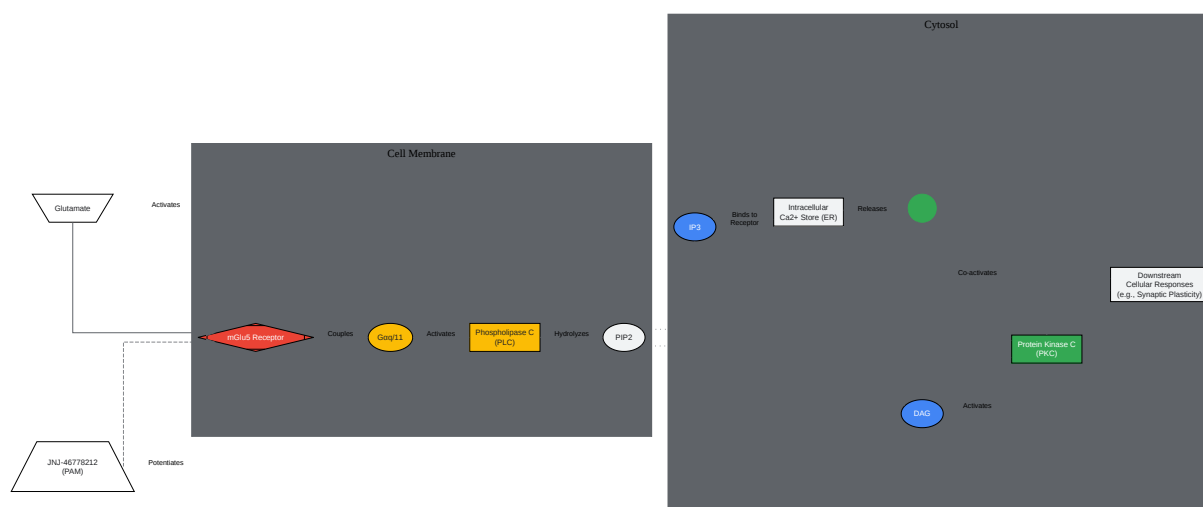 Cytosol
Cell Membrane
Glutamate
Activates
Intracellular
Ca2+ Store (ER)
Releases
Binds to
Receptor
IP3
Co-activates
Downstream
Cellular Responses
(e.g., Synaptic Plasticity)
mGlu5 Receptor
Couples
Gαq/11
Activates
Phospholipase C
(PLC)
Hydrolyzes
PIP2
Protein Kinase C
(PKC)
DAG
Activates
JNJ-46778212
(PAM)
Potentiates